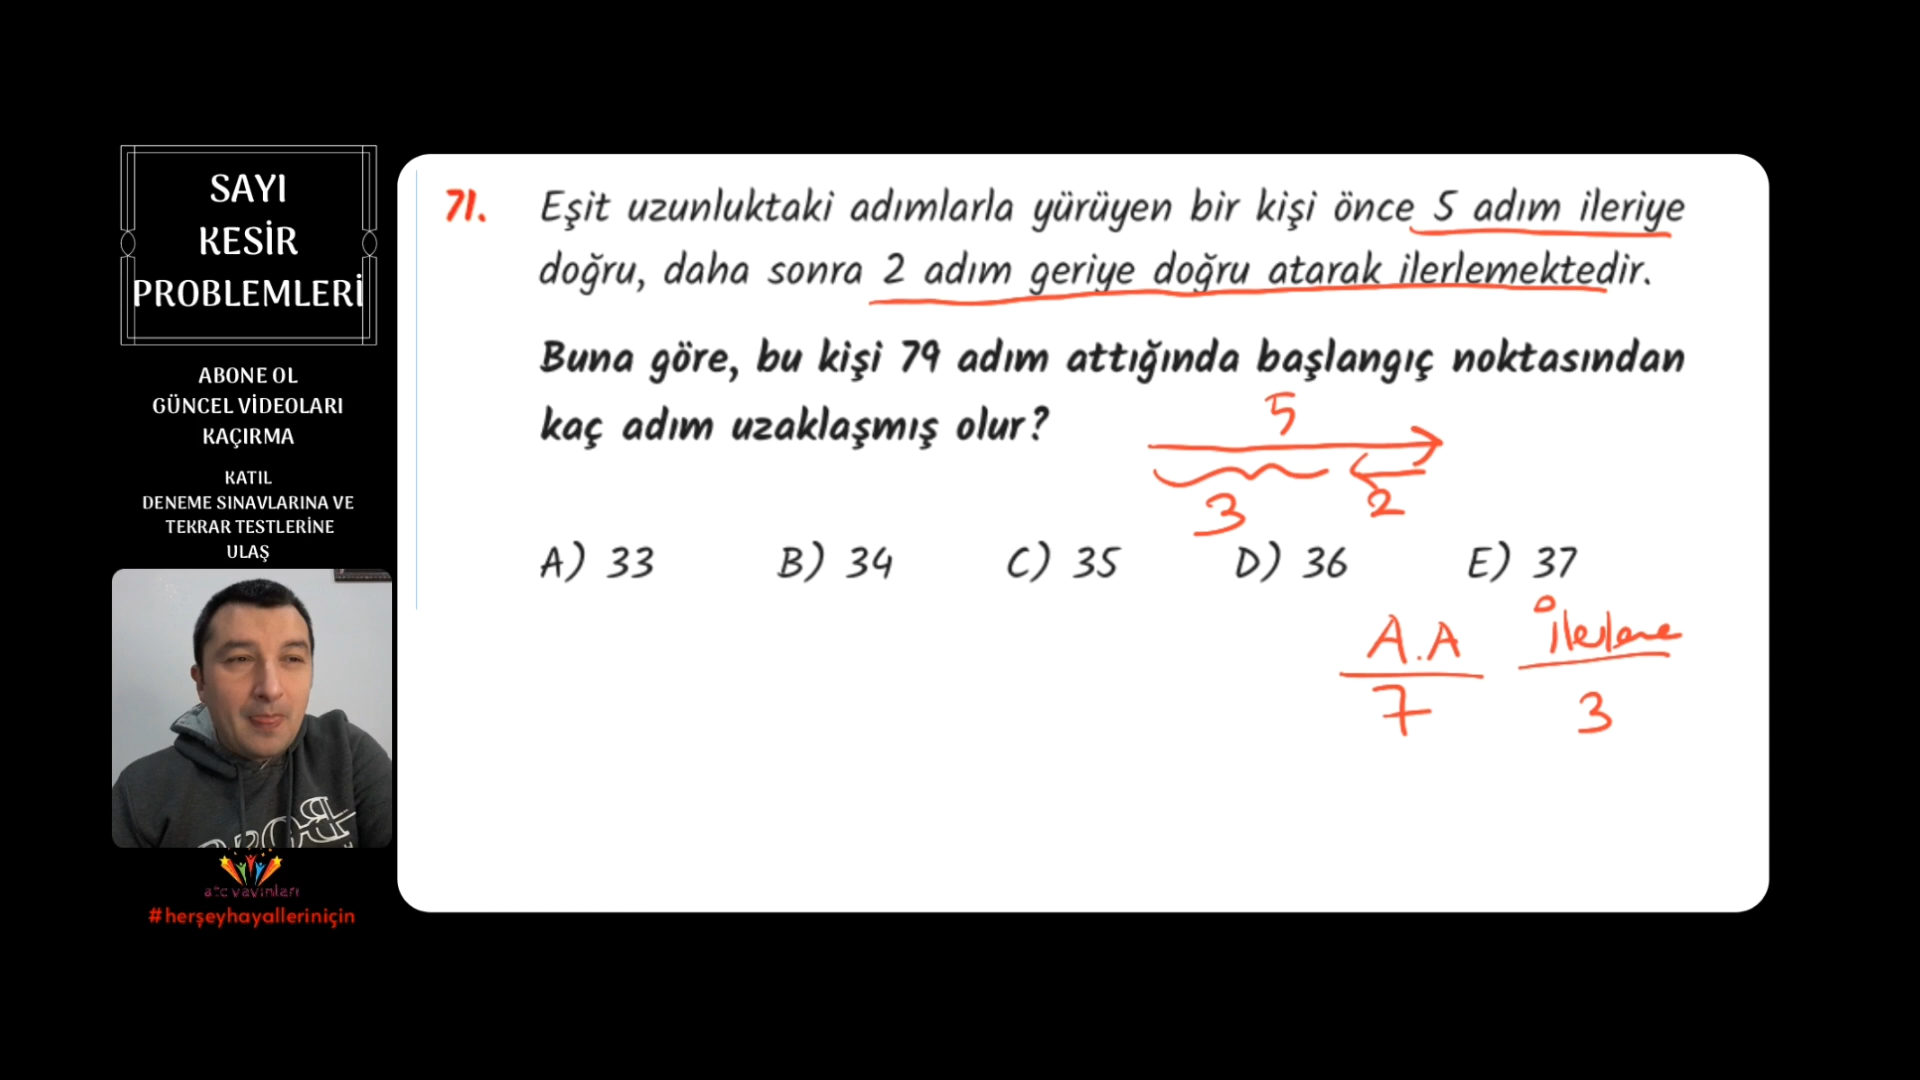 SAYI
KESİR
PROBLEMLERİ
ABONE OL
GÜNCEL VİDEOLARI
KAÇIRMA
KATIL
DENEME SINAVLARINA VE
TEKRAR TESTLERİNE
ULAŞ
atc yayınları
#herşeyhayalleriniçin
71. Eşit uzunluktaki adımlarla yürüyen bir kişi önce 5 adım ileriye
doğru, daha sonra 2 adım geriye doğru atarak ilerlemektedir.
Buna göre, bu kişi 79 adım attığında başlangıç noktasından
kaç adım uzaklaşmış olur?
5
3 2
A) 33 B) 34 C) 35 D) 36 E) 37
A.A İlerleme
7 3